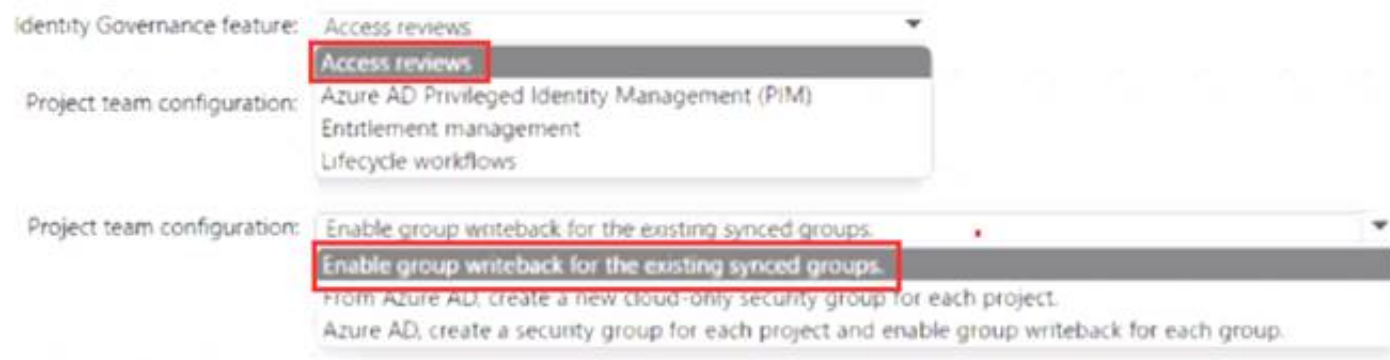 Identity Governance feature: Access reviews
Access reviews
Project team configuration: Azure AD Privileged Identity Management (PIM)
Entitlement management
Lifecycle workflows
Project team configuration: Enable group writeback for the existing synced groups.
Enable group writeback for the existing synced groups.
From Azure AD, create a new cloud-only security group for each project.
Azure AD, create a security group for each project and enable group writeback for each group.